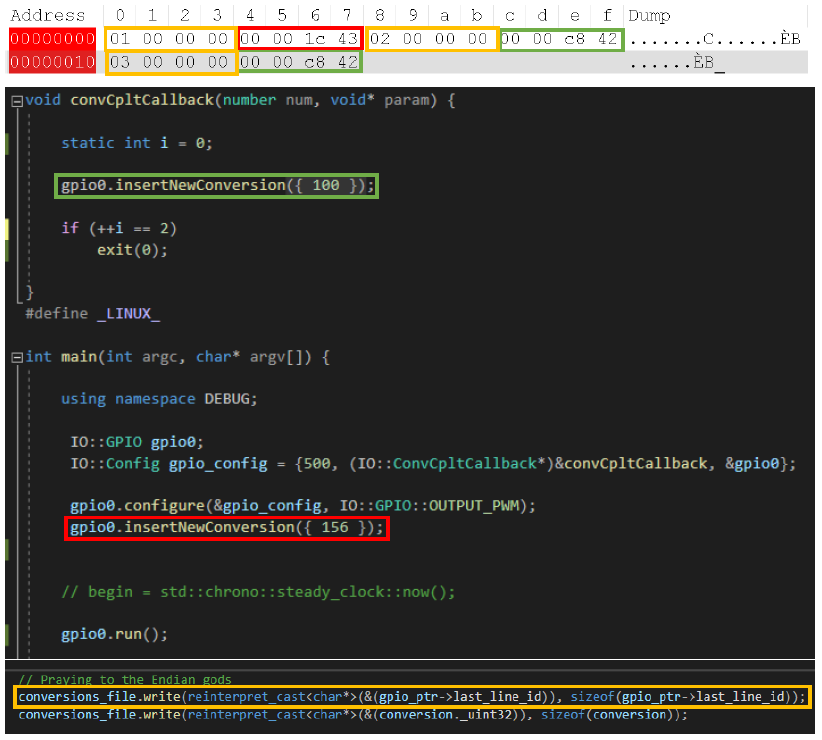 Address 0 1 2 3 4 5 6 7 8 9 a b c d e f Dump
00000000 01 00 00 00 00 00 1c 43 02 00 00 00 00 00 c8 42 .......C......ÈB
00000010 03 00 00 00 00 00 c8 42 ......ÈB_
void convCpltCallback(number num, void* param) {
static int i = 0;
gpio0.insertNewConversion({ 100 });
if (++i == 2)
exit(0);
}
#define _LINUX_
int main(int argc, char* argv[]) {
using namespace DEBUG;
IO::GPIO gpio0;
IO::Config gpio_config = {500, (IO::ConvCpltCallback*)&convCpltCallback, &gpio0};
gpio0.configure(&gpio_config, IO::GPIO::OUTPUT_PWM);
gpio0.insertNewConversion({ 156 });
// begin = std::chrono::steady_clock::now();
gpio0.run();
// Praying to the Endian gods
conversions_file.write(reinterpret_cast<char*>(&(gpio_ptr->last_line_id)), sizeof(gpio_ptr->last_line_id));
conversions_file.write(reinterpret_cast<char*>(&(conversion._uint32)), sizeof(conversion));